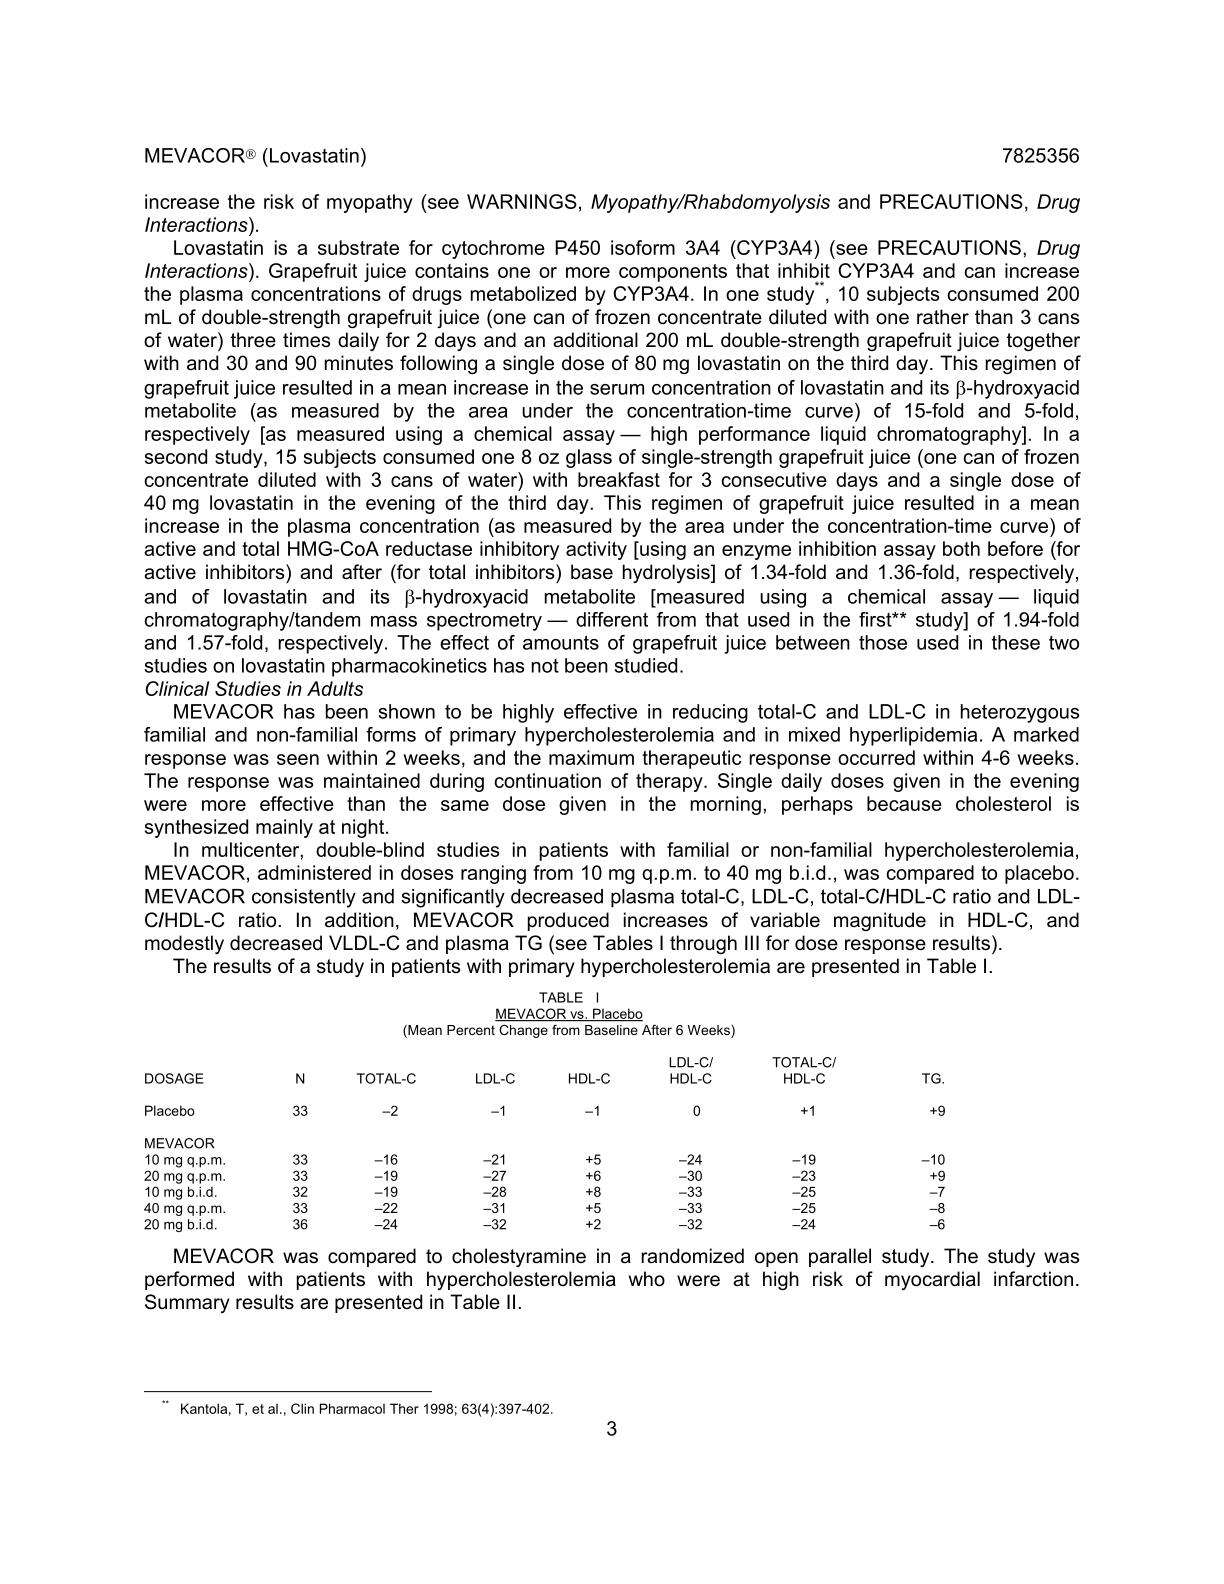 MEVACOR® (Lovastatin) 7825356
increase the risk of myopathy (see WARNINGS, Myopathy/Rhabdomyolysis and PRECAUTIONS, Drug
Interactions).
Lovastatin is a substrate for cytochrome P450 isoform 3A4 (CYP3A4) (see PRECAUTIONS, Drug
Interactions). Grapefruit juice contains one or more components that inhibit CYP3A4 and can increase
the plasma concentrations of drugs metabolized by CYP3A4. In one study**, 10 subjects consumed 200
mL of double-strength grapefruit juice (one can of frozen concentrate diluted with one rather than 3 cans
of water) three times daily for 2 days and an additional 200 mL double-strength grapefruit juice together
with and 30 and 90 minutes following a single dose of 80 mg lovastatin on the third day. This regimen of
grapefruit juice resulted in a mean increase in the serum concentration of lovastatin and its β-hydroxyacid
metabolite (as measured by the area under the concentration-time curve) of 15-fold and 5-fold,
respectively [as measured using a chemical assay — high performance liquid chromatography]. In a
second study, 15 subjects consumed one 8 oz glass of single-strength grapefruit juice (one can of frozen
concentrate diluted with 3 cans of water) with breakfast for 3 consecutive days and a single dose of
40 mg lovastatin in the evening of the third day. This regimen of grapefruit juice resulted in a mean
increase in the plasma concentration (as measured by the area under the concentration-time curve) of
active and total HMG-CoA reductase inhibitory activity [using an enzyme inhibition assay both before (for
active inhibitors) and after (for total inhibitors) base hydrolysis] of 1.34-fold and 1.36-fold, respectively,
and of lovastatin and its β-hydroxyacid metabolite [measured using a chemical assay — liquid
chromatography/tandem mass spectrometry — different from that used in the first** study] of 1.94-fold
and 1.57-fold, respectively. The effect of amounts of grapefruit juice between those used in these two
studies on lovastatin pharmacokinetics has not been studied.
Clinical Studies in Adults
MEVACOR has been shown to be highly effective in reducing total-C and LDL-C in heterozygous
familial and non-familial forms of primary hypercholesterolemia and in mixed hyperlipidemia. A marked
response was seen within 2 weeks, and the maximum therapeutic response occurred within 4-6 weeks.
The response was maintained during continuation of therapy. Single daily doses given in the evening
were more effective than the same dose given in the morning, perhaps because cholesterol is
synthesized mainly at night.
In multicenter, double-blind studies in patients with familial or non-familial hypercholesterolemia,
MEVACOR, administered in doses ranging from 10 mg q.p.m. to 40 mg b.i.d., was compared to placebo.
MEVACOR consistently and significantly decreased plasma total-C, LDL-C, total-C/HDL-C ratio and LDL-
C/HDL-C ratio. In addition, MEVACOR produced increases of variable magnitude in HDL-C, and
modestly decreased VLDL-C and plasma TG (see Tables I through III for dose response results).
The results of a study in patients with primary hypercholesterolemia are presented in Table I.
TABLE I
MEVACOR vs. Placebo
(Mean Percent Change from Baseline After 6 Weeks)
LDL-C/ TOTAL-C/
DOSAGE N TOTAL-C LDL-C HDL-C HDL-C HDL-C TG.
Placebo 33 –2 –1 –1 0 +1 +9
MEVACOR
10 mg q.p.m. 33 –16 –21 +5 –24 –19 –10
20 mg q.p.m. 33 –19 –27 +6 –30 –23 +9
10 mg b.i.d. 32 –19 –28 +8 –33 –25 –7
40 mg q.p.m. 33 –22 –31 +5 –33 –25 –8
20 mg b.i.d. 36 –24 –32 +2 –32 –24 –6
MEVACOR was compared to cholestyramine in a randomized open parallel study. The study was
performed with patients with hypercholesterolemia who were at high risk of myocardial infarction.
Summary results are presented in Table II.
** Kantola, T, et al., Clin Pharmacol Ther 1998; 63(4):397-402.
3